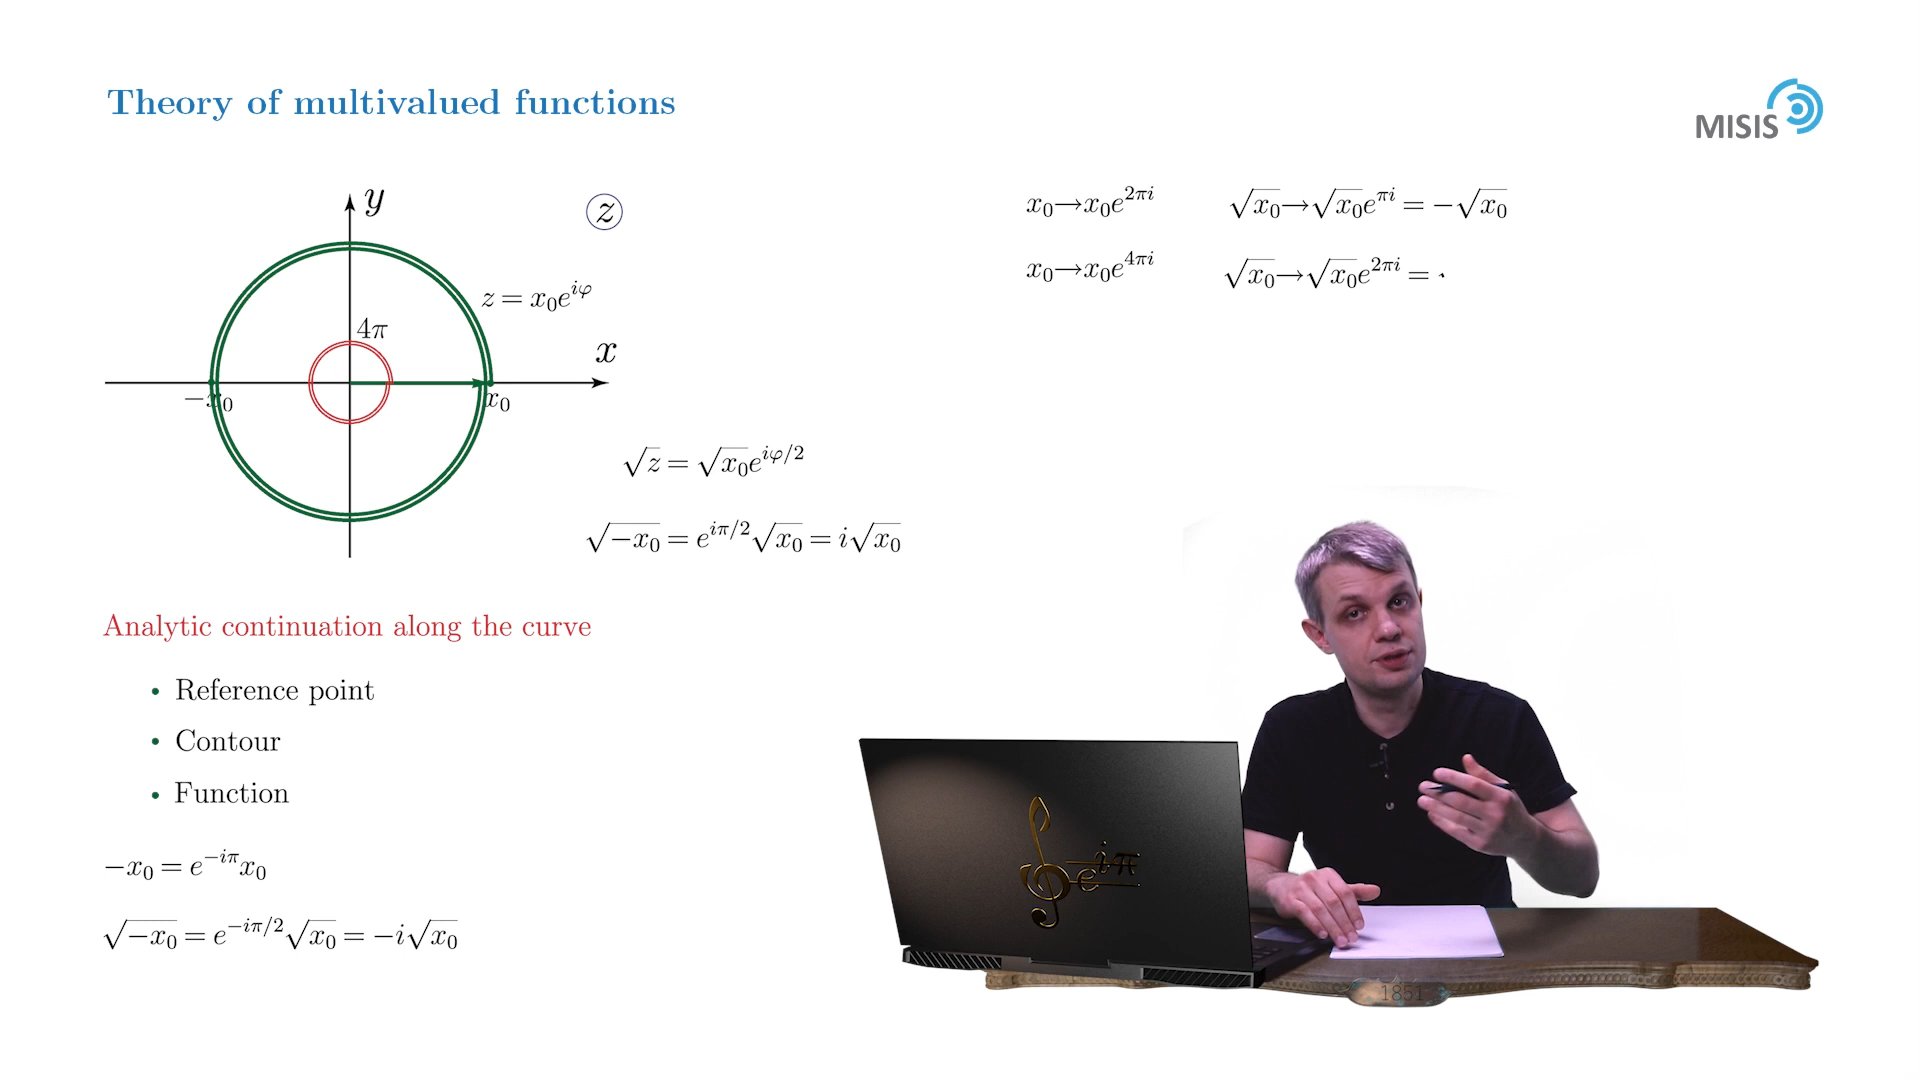 Theory of multivalued functions
MISIS
y
z
z = x₀e^{iφ}
4π
x
−x₀
x₀
√z = √x₀e^{iφ/2}
√−x₀ = e^{iπ/2}√x₀ = i√x₀
x₀→x₀e^{2πi}
√x₀→√x₀e^{πi} = −√x₀
x₀→x₀e^{4πi}
√x₀→√x₀e^{2πi} =
Analytic continuation along the curve
• Reference point
• Contour
• Function
−x₀ = e^{−iπ}x₀
√−x₀ = e^{−iπ/2}√x₀ = −i√x₀
e^{iπ}
1851